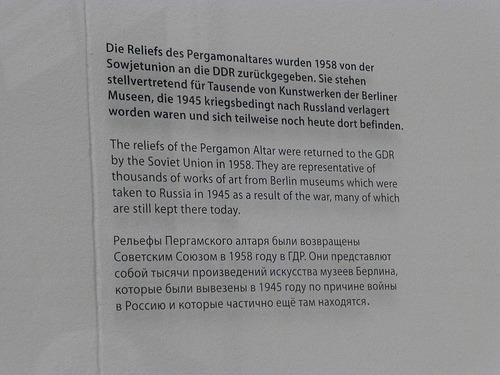 Die Reliefs des Pergamonaltares wurden 1958 von der
Sowjetunion an die DDR zurückgegeben. Sie stehen
stellvertretend für Tausende von Kunstwerken der Berliner
Museen, die 1945 kriegsbedingt nach Russland verlagert
worden waren und sich teilweise noch heute dort befinden.
The reliefs of the Pergamon Altar were returned to the GDR
by the Soviet Union in 1958. They are representative of
thousands of works of art from Berlin museums which were
taken to Russia in 1945 as a result of the war, many of which
are still kept there today.
Рельефы Пергамского алтаря были возвращены
Советским Союзом в 1958 году в ГДР. Они представлют
собой тысячи произведений искусства музеев Берлина,
которые были вывезены в 1945 году по причине войны
в Россию и которые частично ещё там находятся.